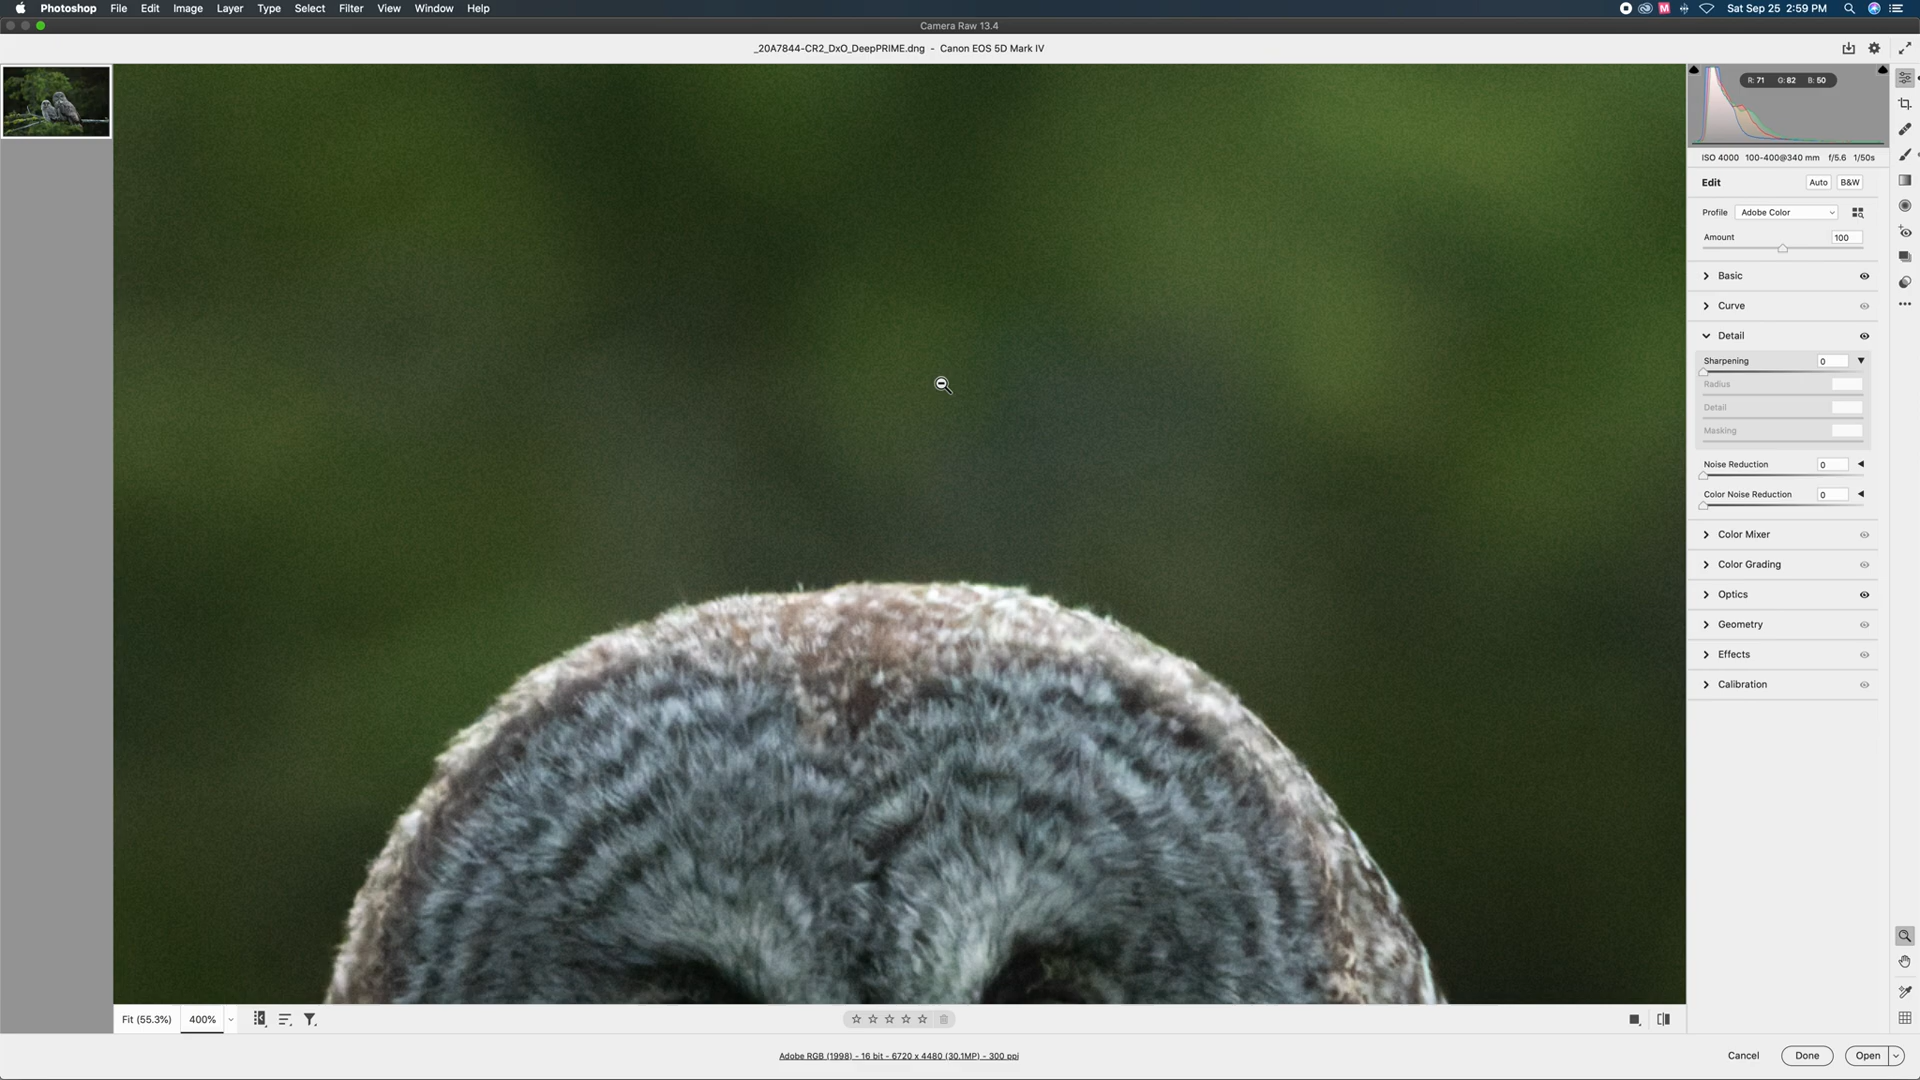 Photoshop File Edit Image Layer Type Select Filter View Window Help
Sat Sep 25 2:59 PM
Camera Raw 13.4
_20A7844-CR2_DxO_DeepPRIME.dng - Canon EOS 5D Mark IV
R: 71 G: 82 B: 50
ISO 4000 100-400@340 mm f/5.6 1/50s
Edit Auto B&W
Profile Adobe Color
Amount 100
Basic
Curve
Detail
Sharpening 0
Radius
Detail
Masking
Noise Reduction 0
Color Noise Reduction 0
Color Mixer
Color Grading
Optics
Geometry
Effects
Calibration
Fit (55.3%) 400%
Adobe RGB (1998) - 16 bit - 6720 x 4480 (30.1MP) - 300 ppi
Cancel Done Open